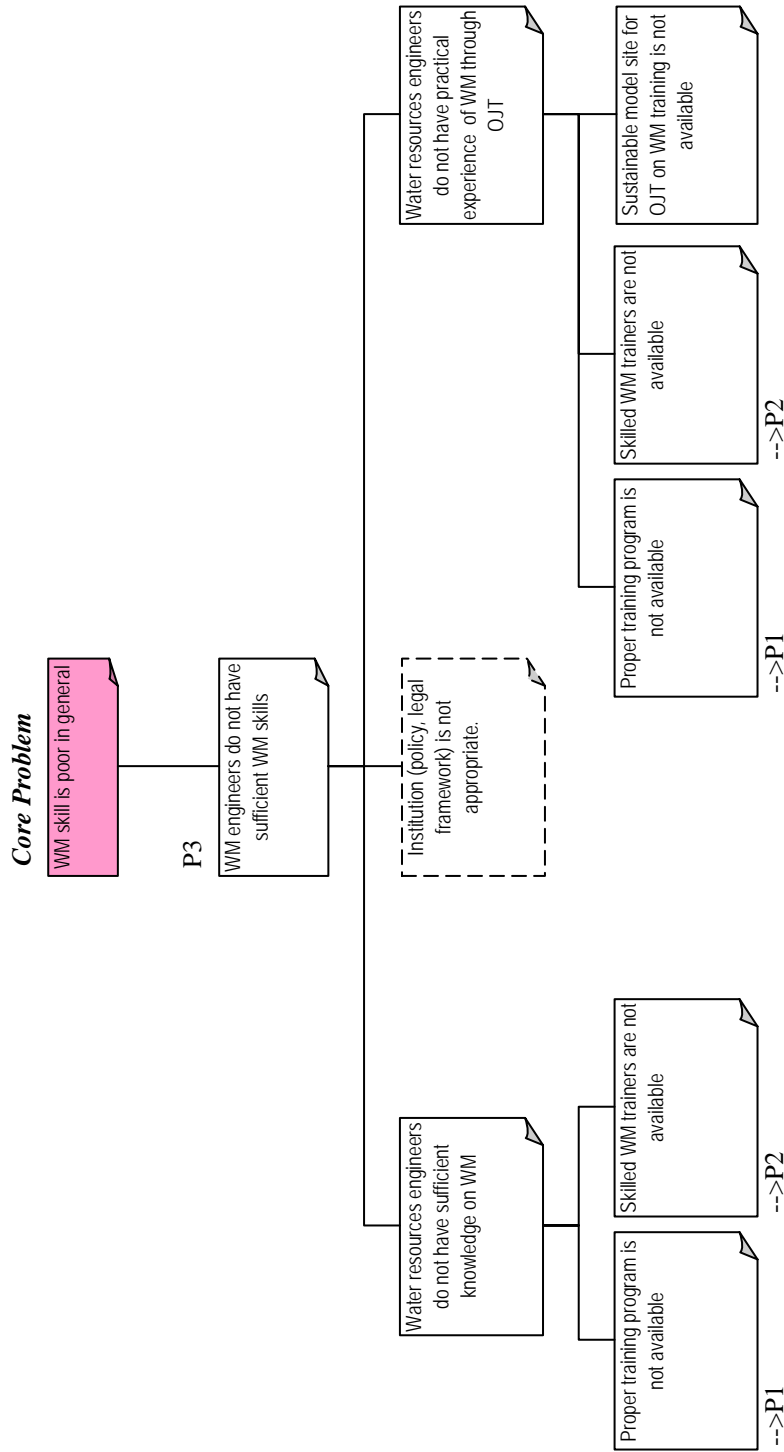 Core Problem
WM skill is poor in general
P3
WM engineers do not have
sufficient WM skills
Water resources engineers
do not have sufficient
knowledge on WM
Institution (policy, legal
framework) is not
appropriate.
Water resources engineers
do not have practical
experience of WM through
OJT
Proper training program is
not available
-->P1
Skilled WM trainers are not
available
-->P2
Proper training program is
not available
-->P1
Skilled WM trainers are not
available
-->P2
Sustainable model site for
OJT on WM training is not
available